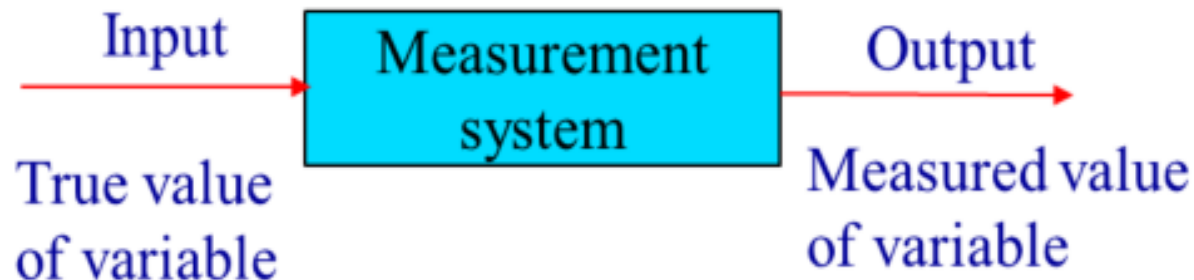 Input
True value
of variable
Measurement
system
Output
Measured value
of variable